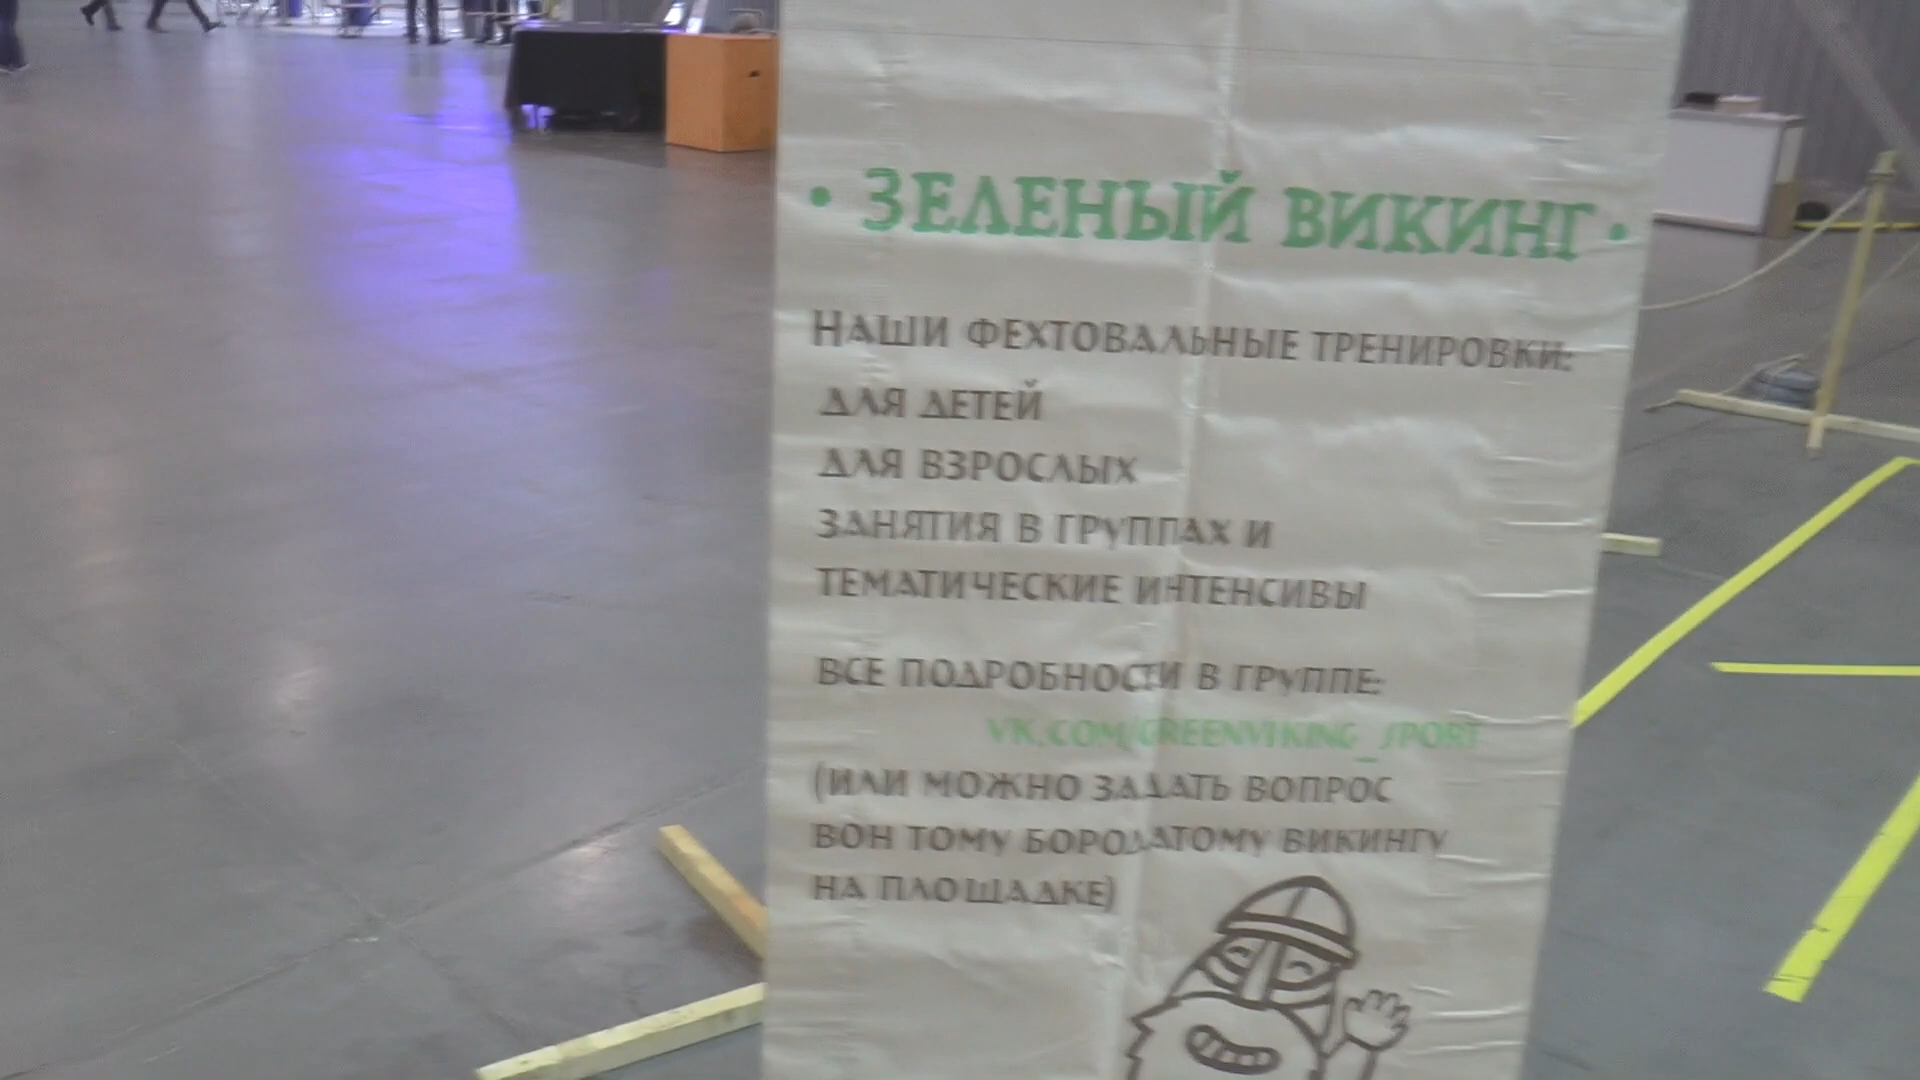 • ЗЕЛЕНЫЙ ВИКИНГ •
НАШИ ФЕХТОВАЛЬНЫЕ ТРЕНИРОВКИ:
ДЛЯ ДЕТЕЙ
ДЛЯ ВЗРОСЛЫХ
ЗАНЯТИЯ В ГРУППАХ И
ТЕМАТИЧЕСКИЕ ИНТЕНСИВЫ
ВСЕ ПОДРОБНОСТИ В ГРУППЕ:
VK.COM/GREENVIKING_SPORT
(ИЛИ МОЖНО ЗАДАТЬ ВОПРОС
ВОН ТОМУ БОРОДАТОМУ ВИКИНГУ
НА ПЛОЩАДКЕ)